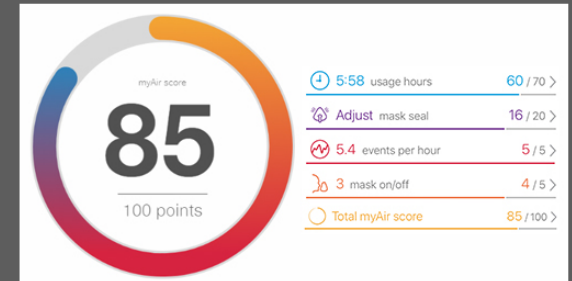 myAir score
85
100 points
5:58 usage hours 60 / 70 >
Adjust mask seal 16 / 20 >
5.4 events per hour 5 / 5 >
3 mask on/off 4 / 5 >
Total myAir score 85 / 100 >